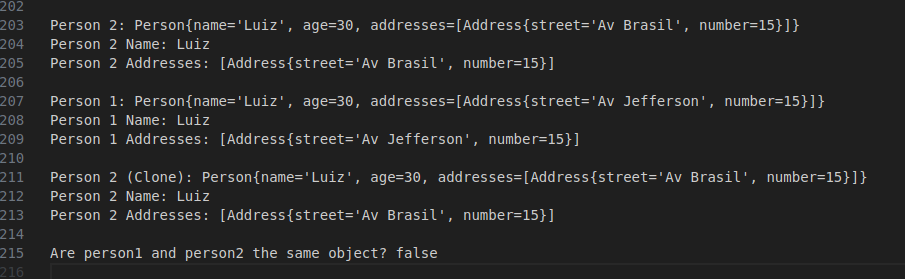 202
203 Person 2: Person{name='Luiz', age=30, addresses=[Address{street='Av Brasil', number=15}]}
204 Person 2 Name: Luiz
205 Person 2 Addresses: [Address{street='Av Brasil', number=15}]
206
207 Person 1: Person{name='Luiz', age=30, addresses=[Address{street='Av Jefferson', number=15}]}
208 Person 1 Name: Luiz
209 Person 1 Addresses: [Address{street='Av Jefferson', number=15}]
210
211 Person 2 (Clone): Person{name='Luiz', age=30, addresses=[Address{street='Av Brasil', number=15}]}
212 Person 2 Name: Luiz
213 Person 2 Addresses: [Address{street='Av Brasil', number=15}]
214
215 Are person1 and person2 the same object? false
216